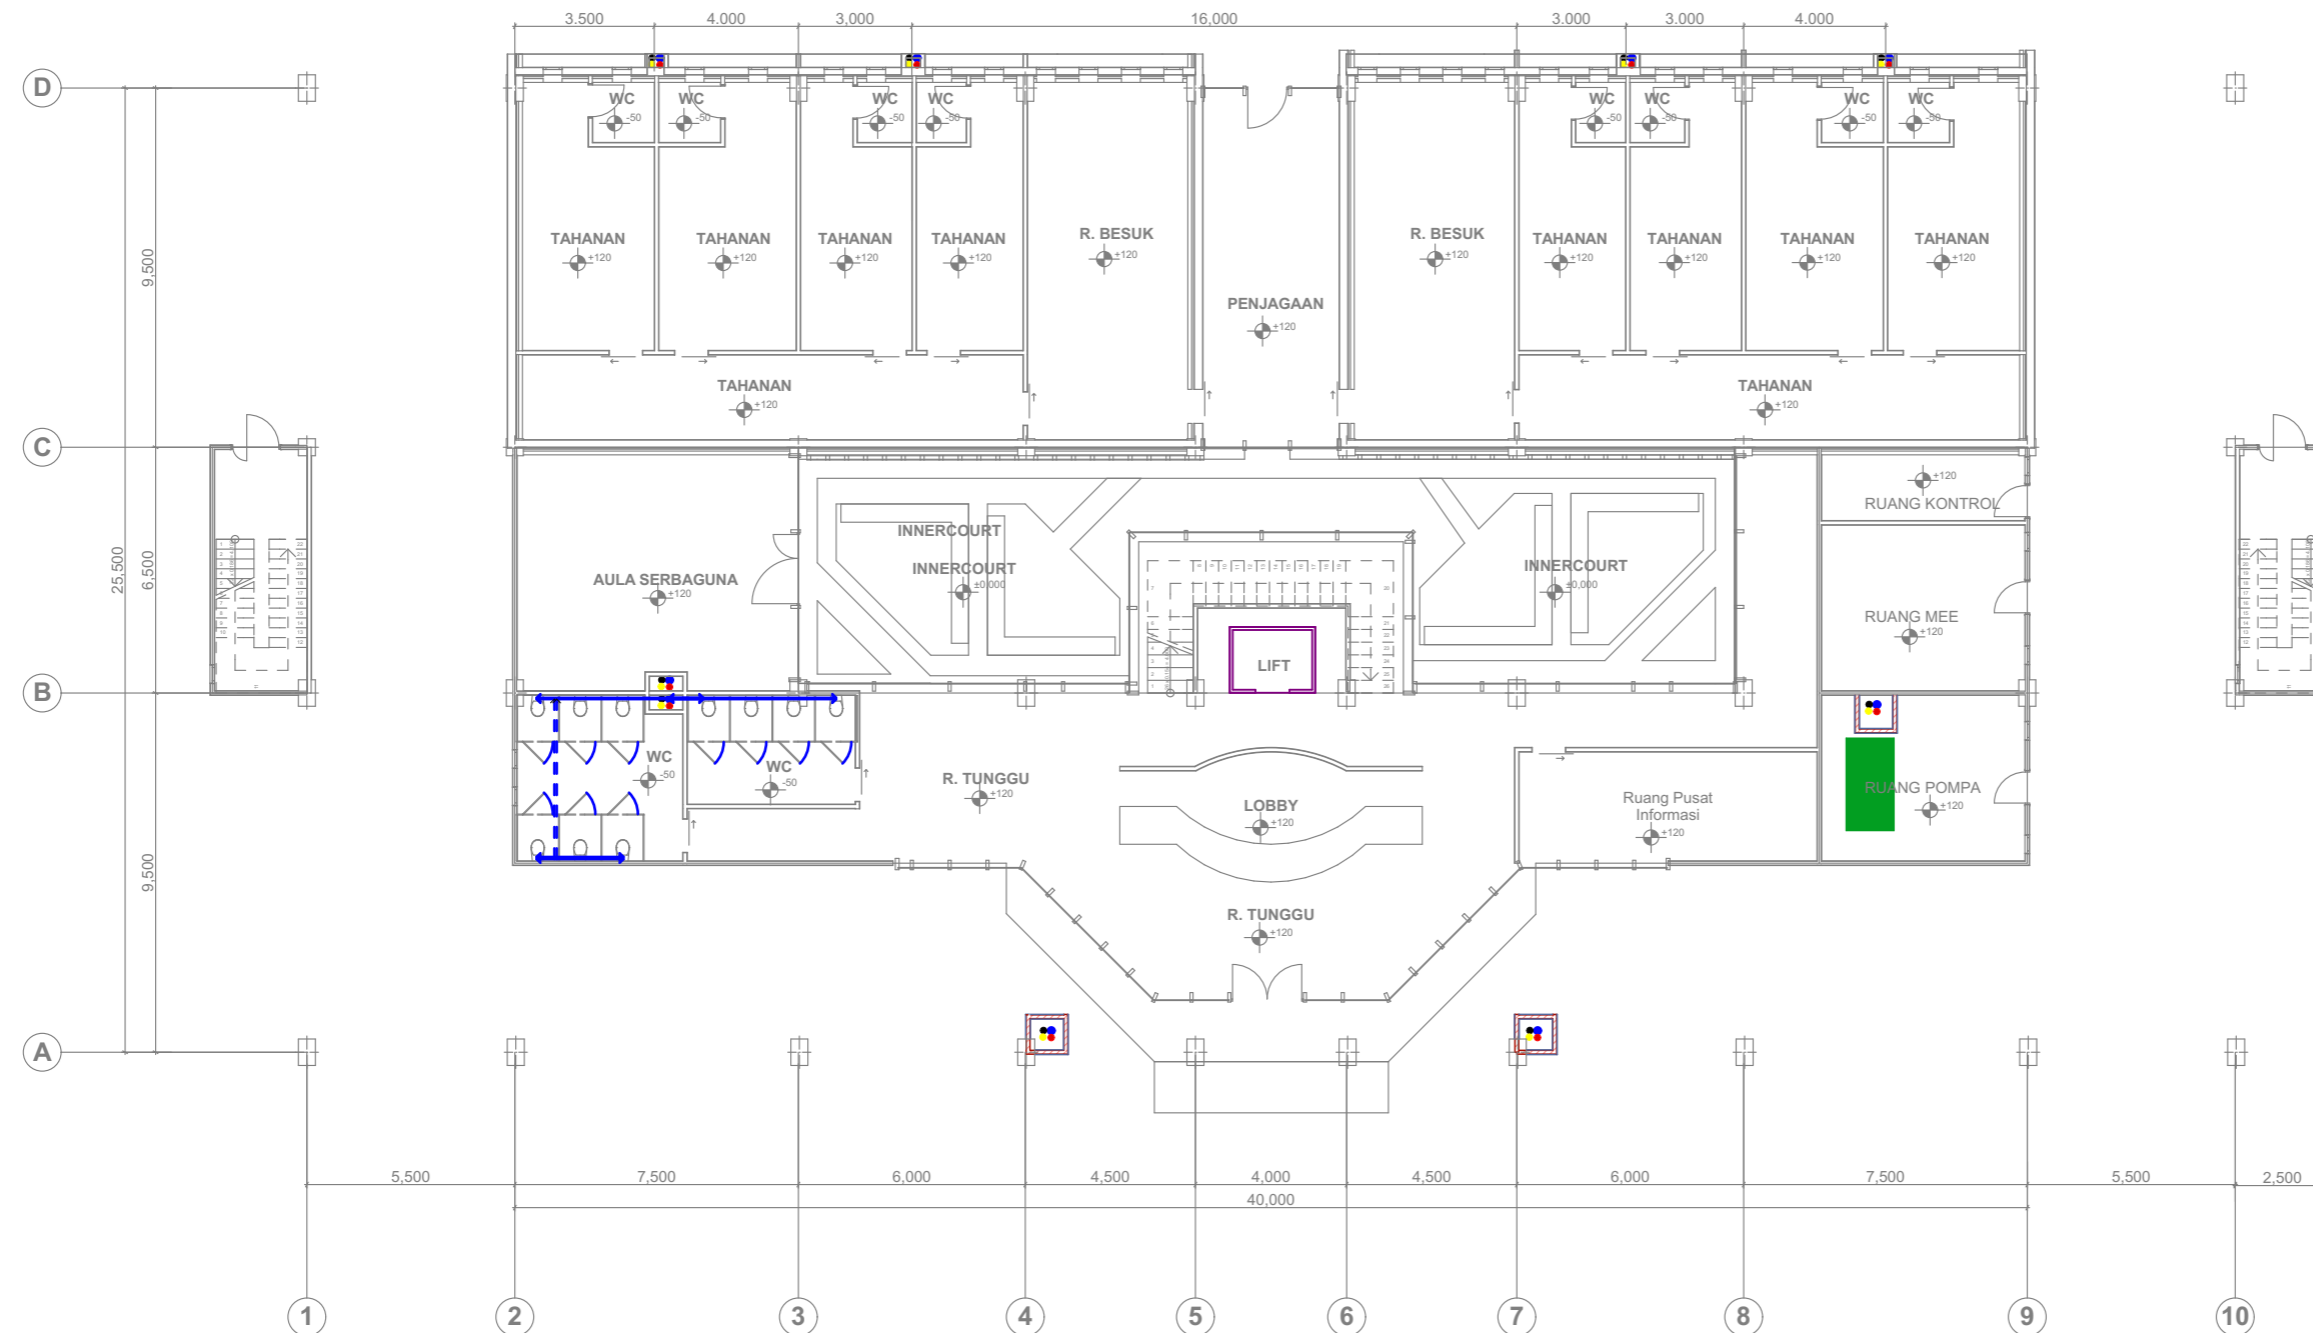 3.500 4.000 3,000 16,000 3.000 3.000 4.000
D
WC WC WC WC WC WC WC WC
-50 -50 -50 -50 -50 -50 -50 -50
TAHANAN TAHANAN TAHANAN TAHANAN R. BESUK R. BESUK TAHANAN TAHANAN TAHANAN TAHANAN
+120 +120 +120 +120 +120 +120 +120 +120 +120 +120
9,500
PENJAGAAN
+120
TAHANAN TAHANAN
+120 +120
C
+120
RUANG KONTROL
INNERCOURT
25,500 6,500
INNERCOURT INNERCOURT
±0,000 ±0,000
AULA SERBAGUNA
+120
RUANG MEE
+120
LIFT
B
WC WC
-50 -50
R. TUNGGU
+120
LOBBY
+120
Ruang Pusat
Informasi
+120
RUANG POMPA
+120
9,500
R. TUNGGU
+120
A
5,500 7,500 6,000 4,500 4,000 4,500 6,000 7,500 5,500 2,500
40,000
1 2 3 4 5 6 7 8 9 10